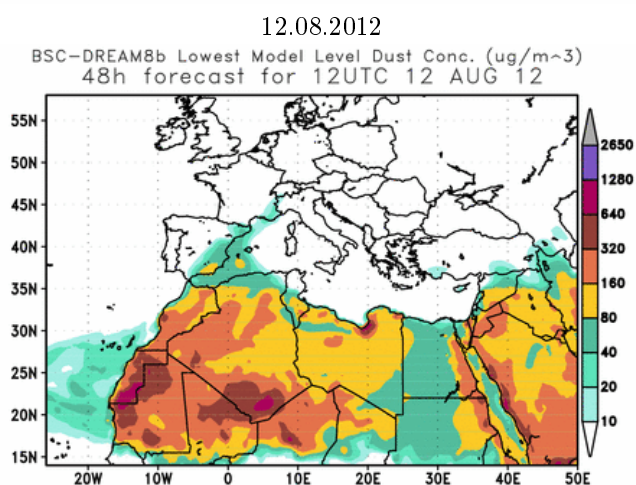 12.08.2012
BSC-DREAM8b Lowest Model Level Dust Conc. (ug/m^3)
48h forecast for 12UTC 12 AUG 12
55N
50N
45N
40N
35N
30N
25N
20N
15N
20W 10W 0 10E 20E 30E 40E 50E
2650
1280
640
320
160
80
40
20
10